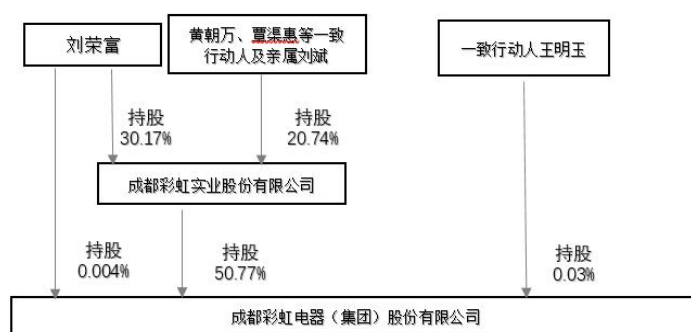 刘荣富
黄朝万、覃渠惠等一致
行动人及亲属刘斌
一致行动人王明玉
持股
30.17%
持股
20.74%
成都彩虹实业股份有限公司
持股
0.004%
持股
50.77%
持股
0.03%
成都彩虹电器（集团）股份有限公司